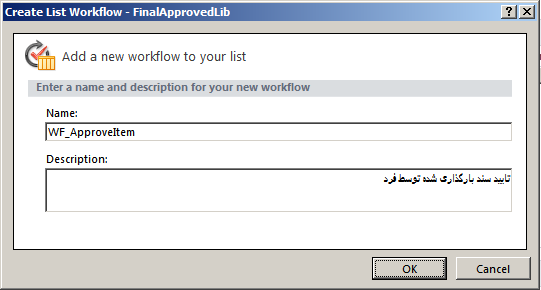 Create List Workflow - FinalApprovedLib
Add a new workflow to your list
Enter a name and description for your new workflow
Name:
WF_ApproveItem
Description:
تایید سند بارگذاری شده توسط فرد
OK
Cancel